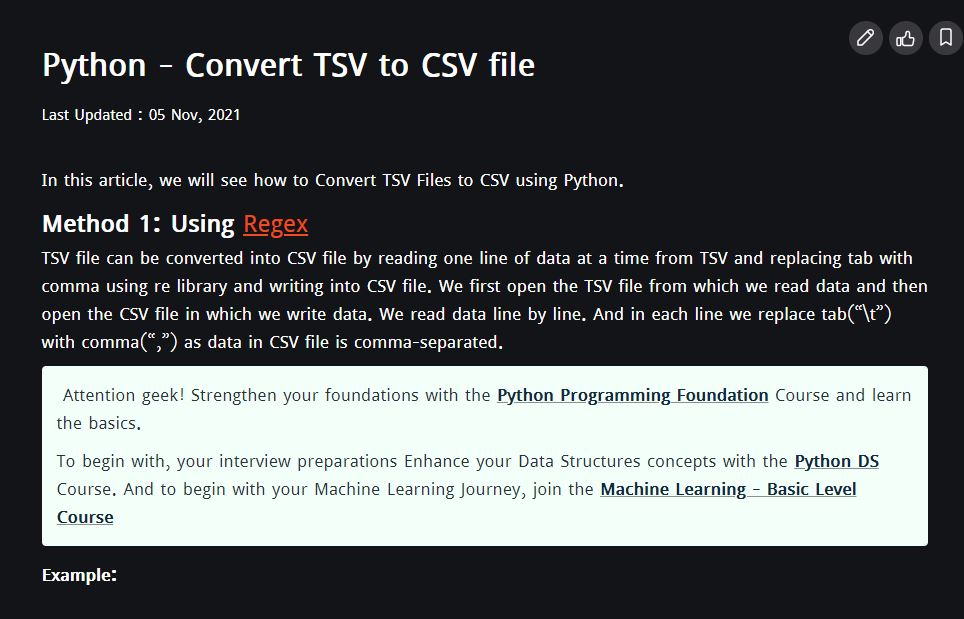 Python - Convert TSV to CSV file
Last Updated : 05 Nov, 2021
In this article, we will see how to Convert TSV Files to CSV using Python.
Method 1: Using Regex
TSV file can be converted into CSV file by reading one line of data at a time from TSV and replacing tab with
comma using re library and writing into CSV file. We first open the TSV file from which we read data and then
open the CSV file in which we write data. We read data line by line. And in each line we replace tab(“\t”)
with comma(“,”) as data in CSV file is comma-separated.
Attention geek! Strengthen your foundations with the Python Programming Foundation Course and learn
the basics.
To begin with, your interview preparations Enhance your Data Structures concepts with the Python DS
Course. And to begin with your Machine Learning Journey, join the Machine Learning - Basic Level
Course
Example: